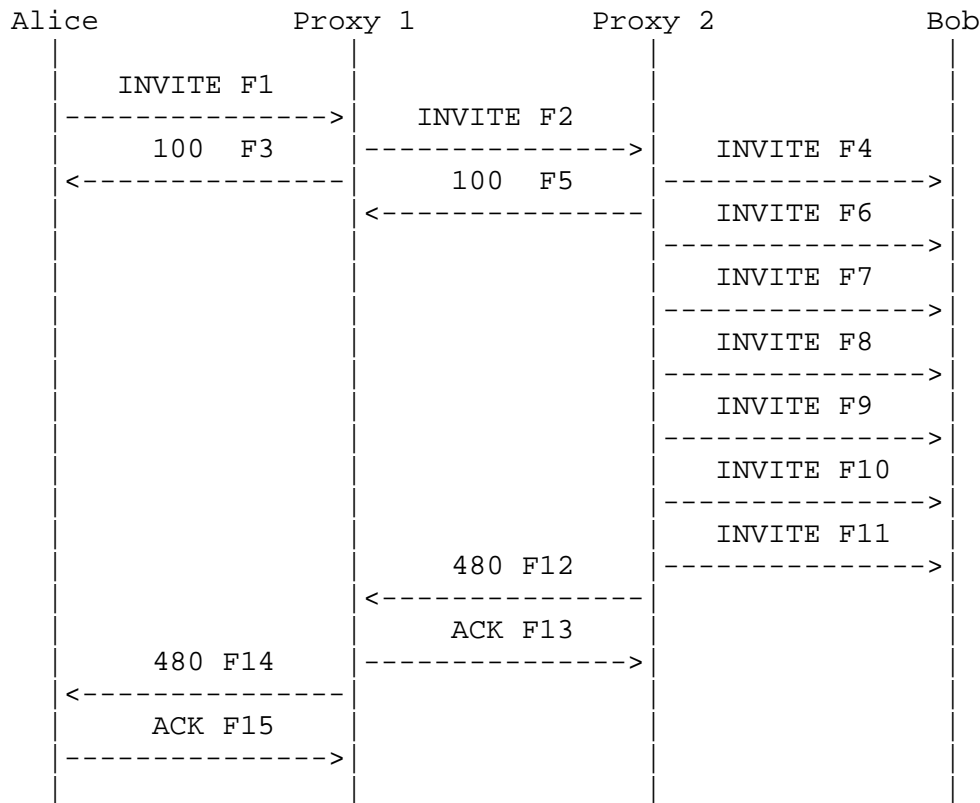 Alice Proxy 1 Proxy 2 Bob
INVITE F1
INVITE F2
100 F3 INVITE F4
100 F5
INVITE F6
INVITE F7
INVITE F8
INVITE F9
INVITE F10
INVITE F11
480 F12
ACK F13
480 F14
ACK F15